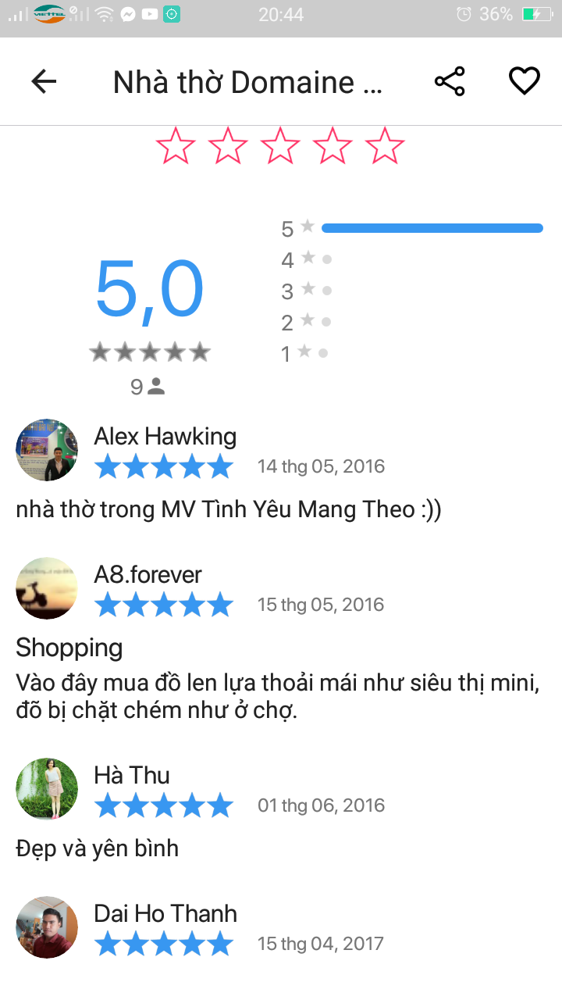 VIETTEL
20:44
36%
Nhà thờ Domaine ...
5
4
3
2
1
5,0
9
Alex Hawking
14 thg 05, 2016
nhà thờ trong MV Tình Yêu Mang Theo :))
A8.forever
15 thg 05, 2016
Shopping
Vào đây mua đồ len lựa thoải mái như siêu thị mini,
đõ bị chặt chém như ở chợ.
Hà Thu
01 thg 06, 2016
Đẹp và yên bình
Dai Ho Thanh
15 thg 04, 2017